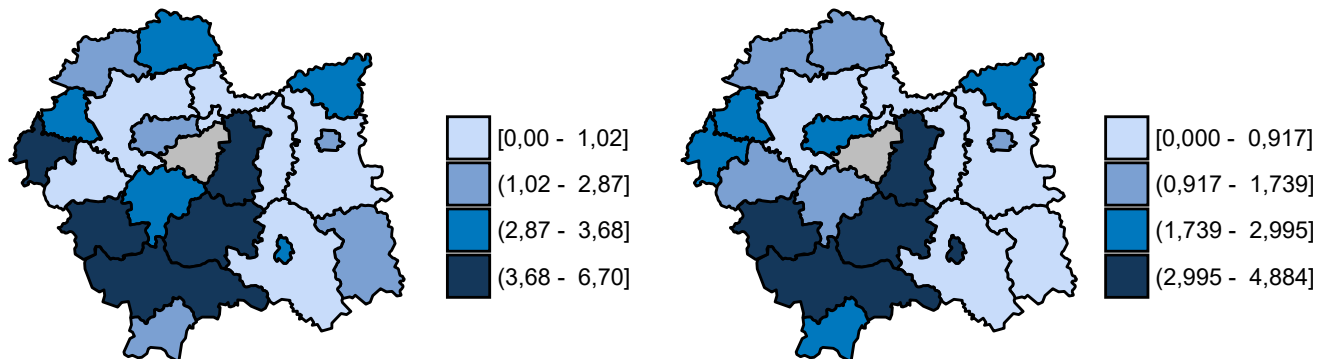 [0,00 - 1,02]
(1,02 - 2,87]
(2,87 - 3,68]
(3,68 - 6,70]
[0,000 - 0,917]
(0,917 - 1,739]
(1,739 - 2,995]
(2,995 - 4,884]